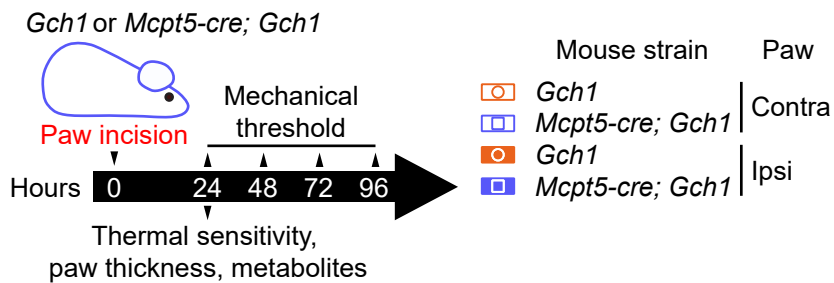 Gch1 or Mcpt5-cre; Gch1
Paw incision
Mechanical
threshold
Hours 0 24 48 72 96
Thermal sensitivity,
paw thickness, metabolites
Mouse strain Paw
Gch1
Mcpt5-cre; Gch1
Contra
Gch1
Mcpt5-cre; Gch1
Ipsi